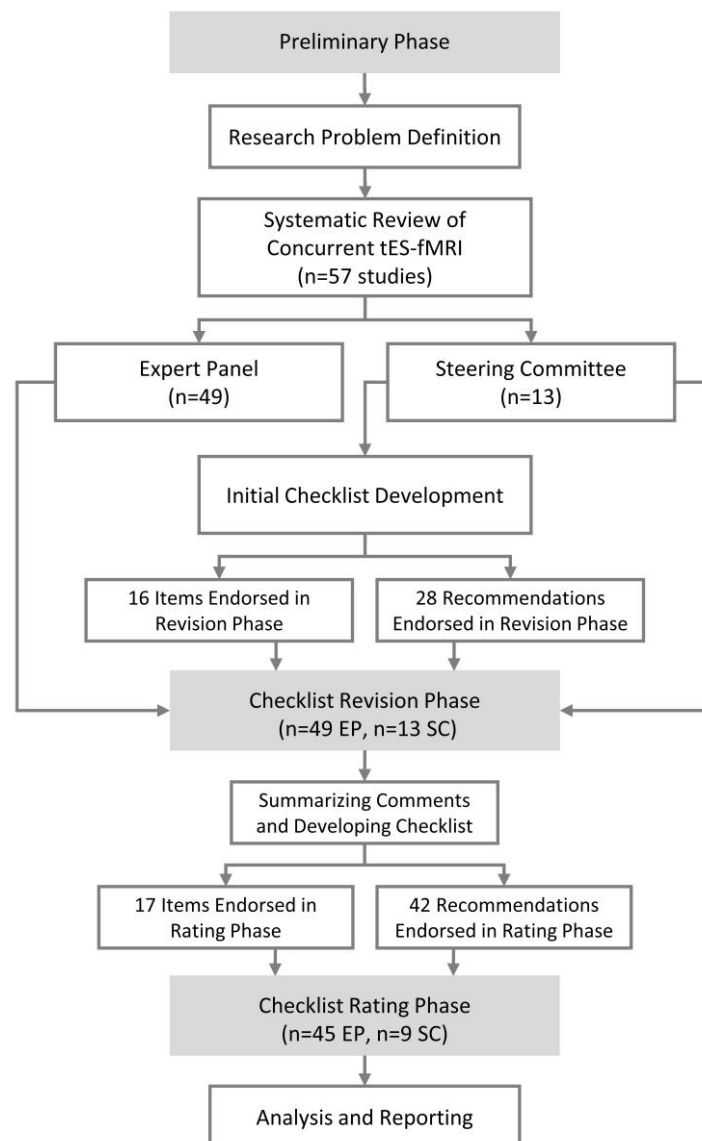 Preliminary Phase
Research Problem Definition
Systematic Review of
Concurrent tES-fMRI
(n=57 studies)
Expert Panel
(n=49)
Steering Committee
(n=13)
Initial Checklist Development
16 Items Endorsed in
Revision Phase
28 Recommendations
Endorsed in Revision Phase
Checklist Revision Phase
(n=49 EP, n=13 SC)
Summarizing Comments
and Developing Checklist
17 Items Endorsed in
Rating Phase
42 Recommendations
Endorsed in Rating Phase
Checklist Rating Phase
(n=45 EP, n=9 SC)
Analysis and Reporting